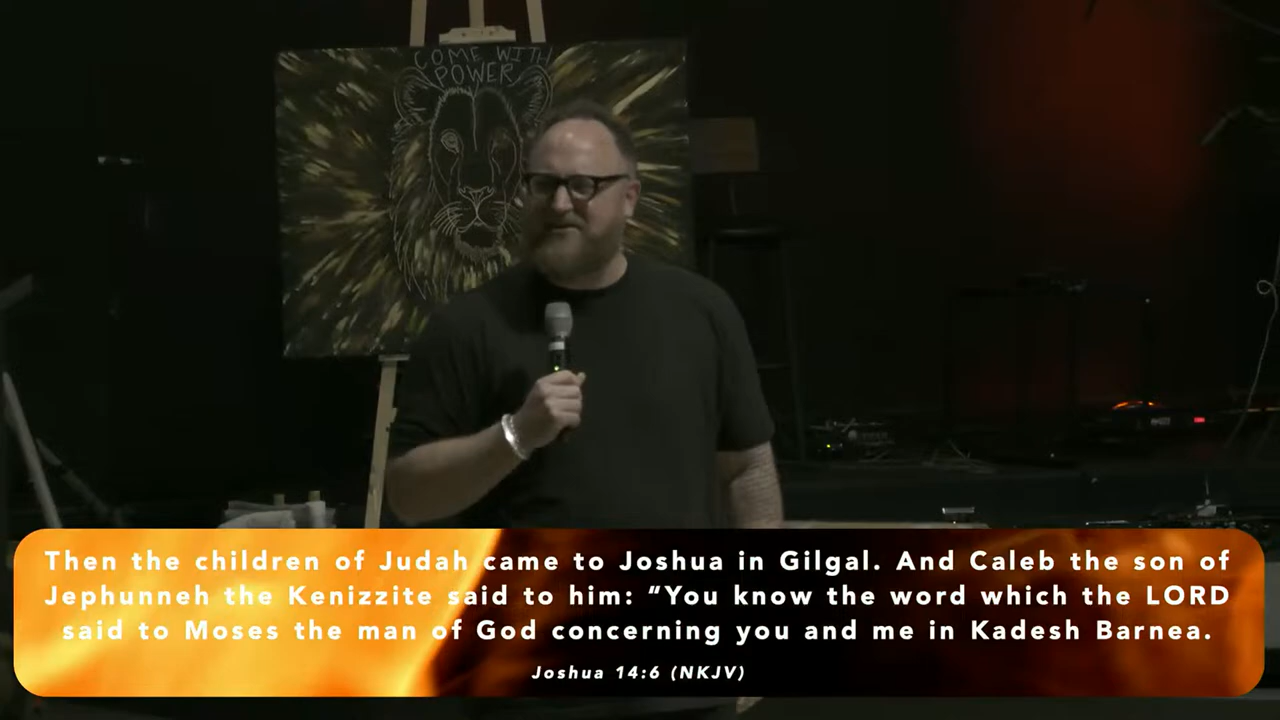 COME WITH
POWER
Then the children of Judah came to Joshua in Gilgal. And Caleb the son of
Jephunneh the Kenizzite said to him: “You know the word which the LORD
said to Moses the man of God concerning you and me in Kadesh Barnea.
Joshua 14:6 (NKJV)